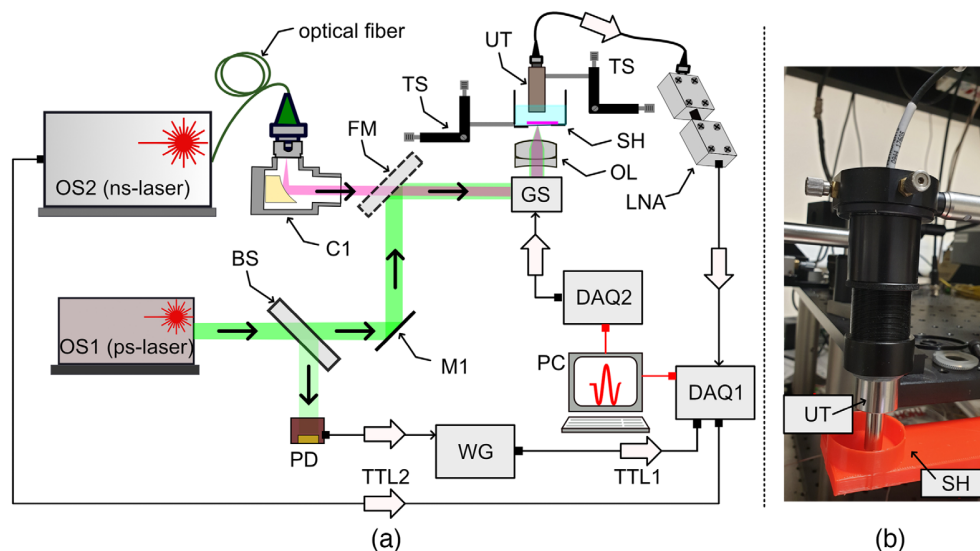 optical fiber
UT
TS
TS
FM
OS2 (ns-laser)
SH
OL
GS
LNA
C1
BS
DAQ2
OS1 (ps-laser)
M1
PC
DAQ1
UT
PD
WG
TTL2
TTL1
SH
(a)
(b)